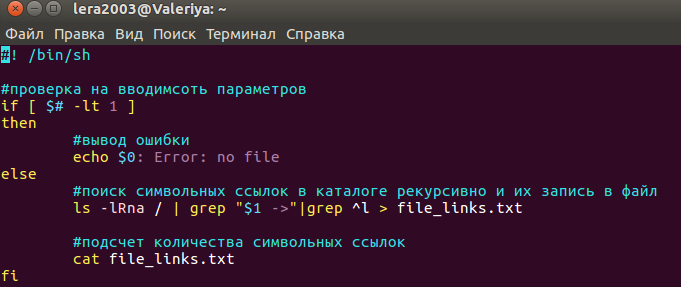 lera2003@Valeriya: ~
Файл Правка Вид Поиск Терминал Справка
#! /bin/sh
#проверка на вводимсоть параметров
if [ $# -lt 1 ]
then
#вывод ошибки
echo $0: Error: no file
else
#поиск символьных ссылок в каталоге рекурсивно и их запись в файл
ls -lRna / | grep "$1 ->"|grep ^l > file_links.txt
#подсчет количества символьных ссылок
cat file_links.txt
fi